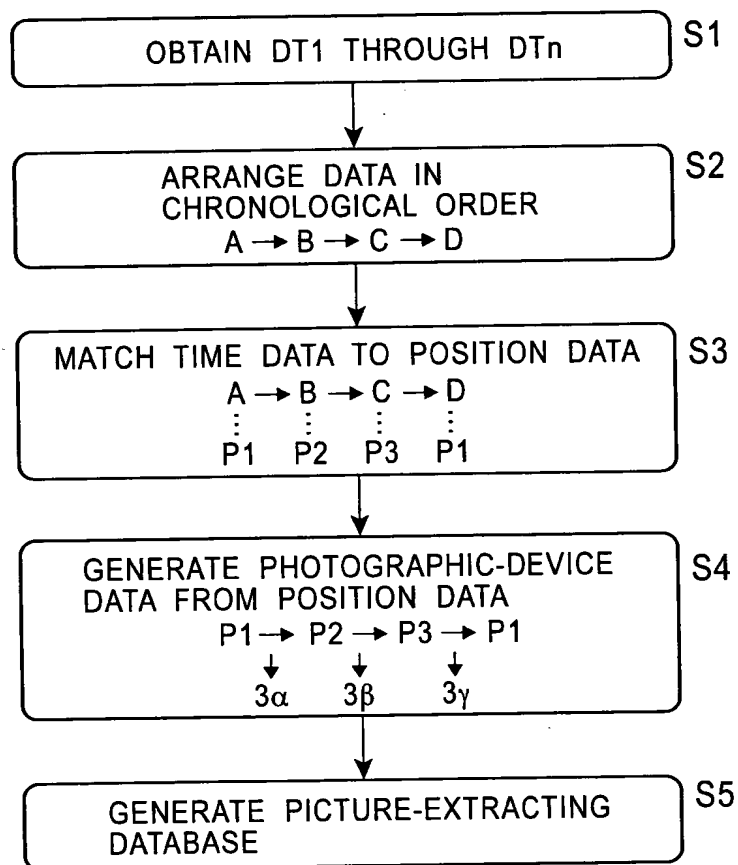 OBTAIN DT1 THROUGH DTn S1
ARRANGE DATA IN S2
CHRONOLOGICAL ORDER
A → B → C → D
MATCH TIME DATA TO POSITION DATA S3
A → B → C → D
P1 P2 P3 P1
GENERATE PHOTOGRAPHIC-DEVICE S4
DATA FROM POSITION DATA
P1 → P2 → P3 → P1
3α 3β 3γ
GENERATE PICTURE-EXTRACTING S5
DATABASE